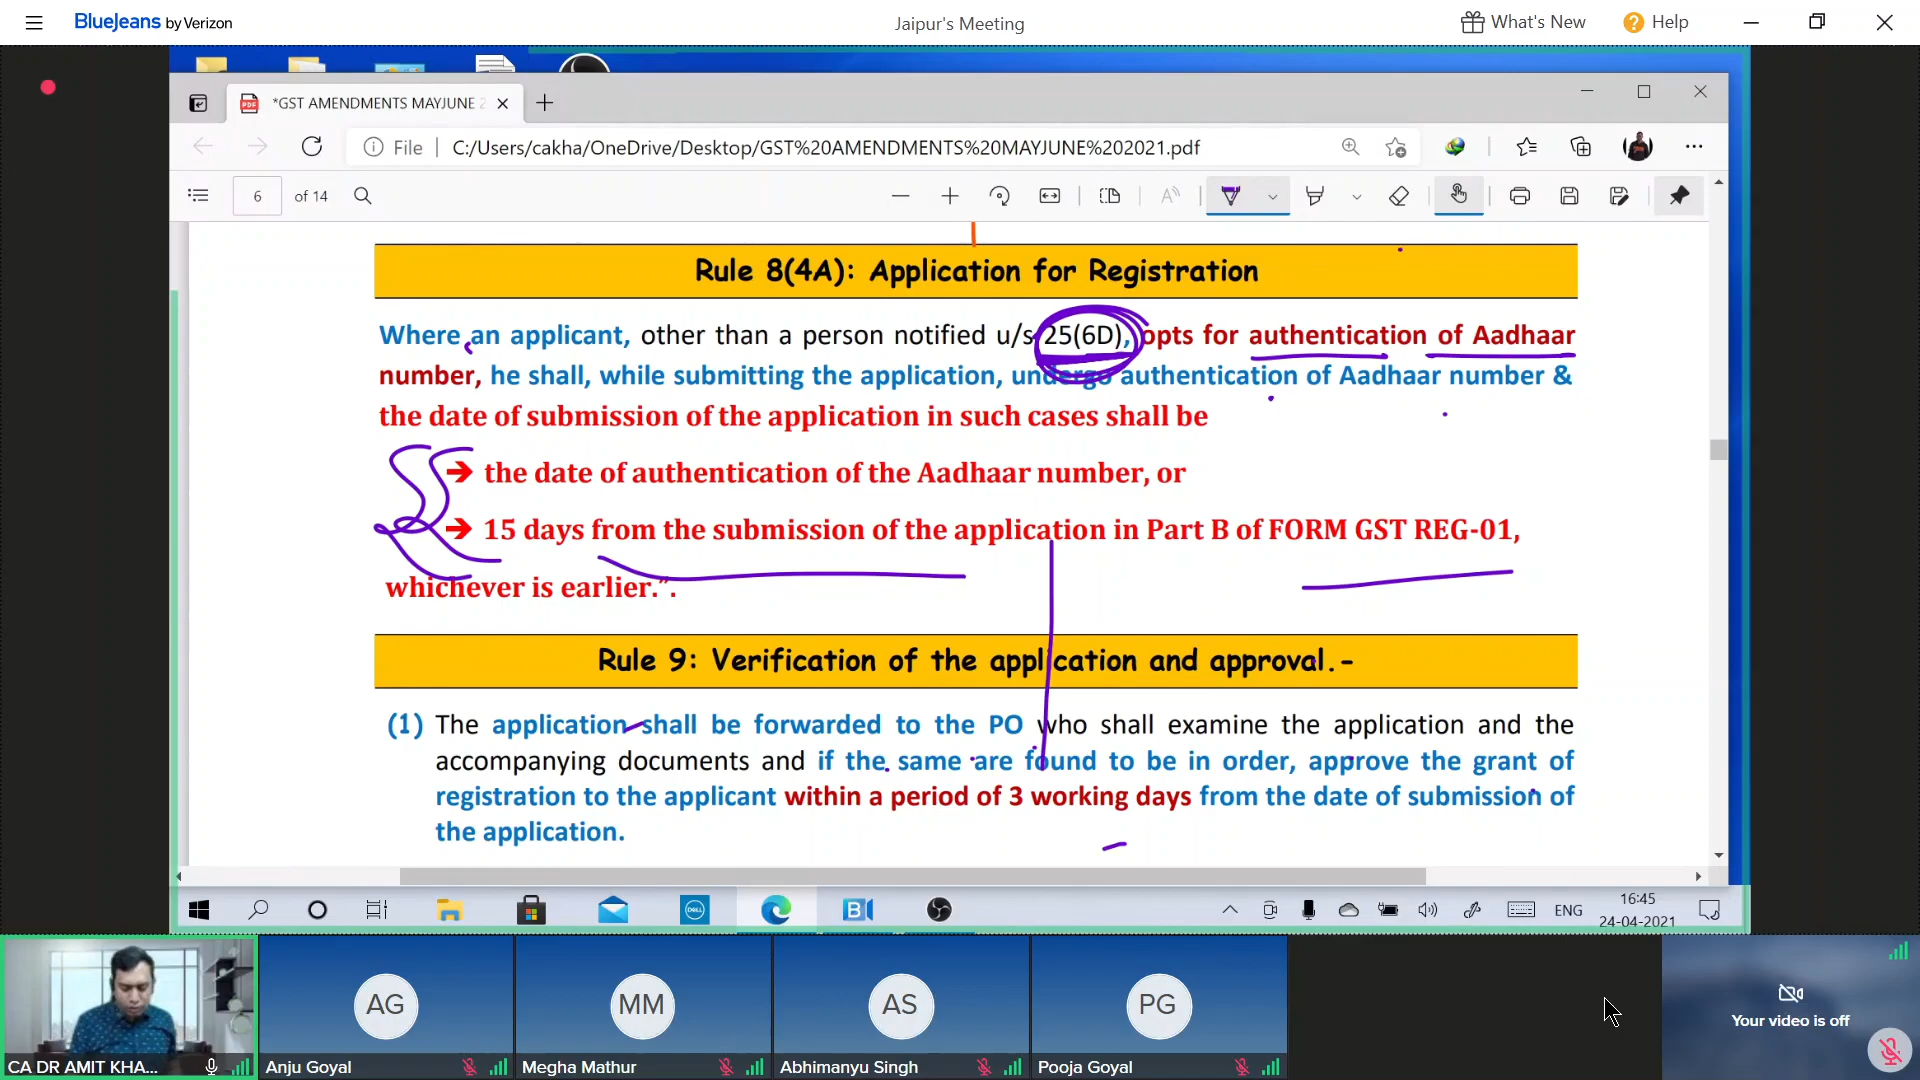 BlueJeans by Verizon
Jaipur's Meeting
What's New
Help
*GST AMENDMENTS MAYJUNE 2
File
C:/Users/cakha/OneDrive/Desktop/GST%20AMENDMENTS%20MAYJUNE%202021.pdf
6 of 14
Rule 8(4A): Application for Registration
Where an applicant, other than a person notified u/s 25(6D), opts for authentication of Aadhaar
number, he shall, while submitting the application, undergo authentication of Aadhaar number &
the date of submission of the application in such cases shall be
➔ the date of authentication of the Aadhaar number, or
➔ 15 days from the submission of the application in Part B of FORM GST REG-01,
whichever is earlier.”.
Rule 9: Verification of the application and approval.-
(1) The application shall be forwarded to the PO who shall examine the application and the
accompanying documents and if the same are found to be in order, approve the grant of
registration to the applicant within a period of 3 working days from the date of submission of
the application.
DELL
ENG
16:45
24-04-2021
AG
MM
AS
PG
Your video is off
CA DR AMIT KHA...
Anju Goyal
Megha Mathur
Abhimanyu Singh
Pooja Goyal